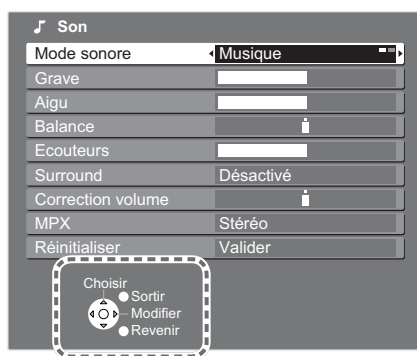 Son
Mode sonore Musique
Grave
Aigu
Balance
Ecouteurs
Surround Désactivé
Correction volume
MPX Stéréo
Réinitialiser Valider
Choisir
Sortir
Modifier
Revenir